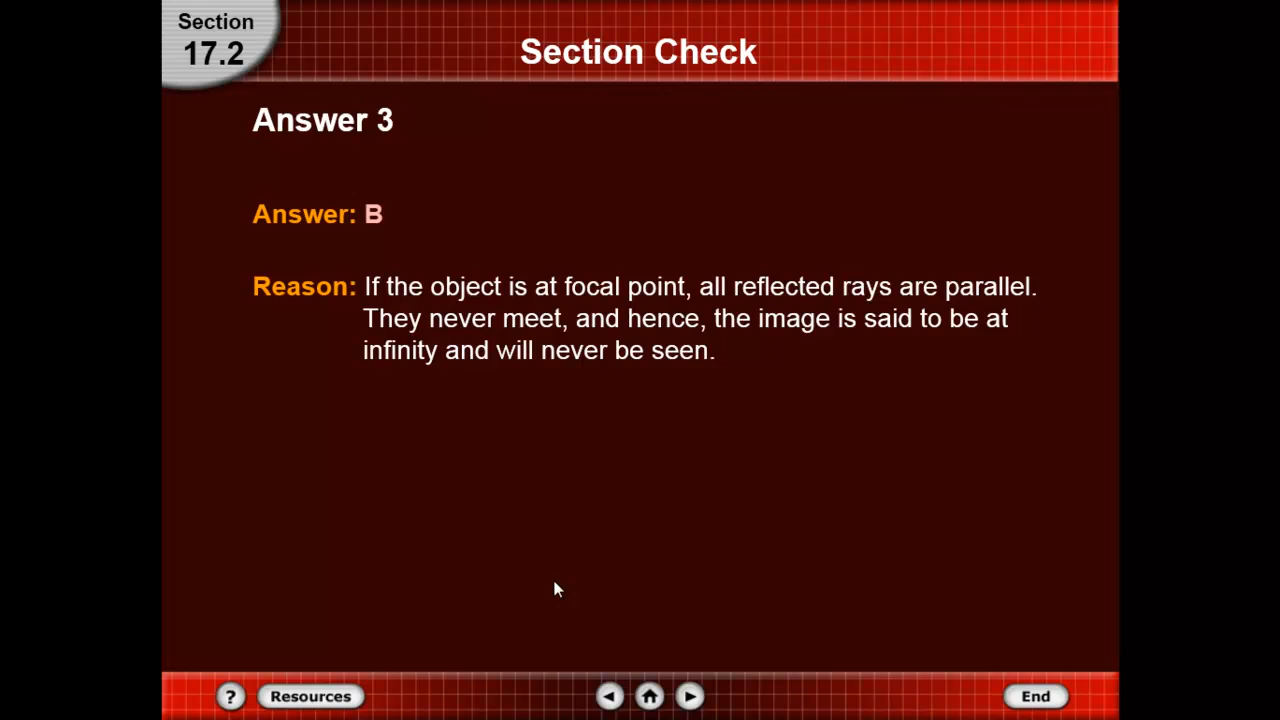 Section
17.2
Section Check
Answer 3
Answer: B
Reason: If the object is at focal point, all reflected rays are parallel.
They never meet, and hence, the image is said to be at
infinity and will never be seen.
?
Resources
End